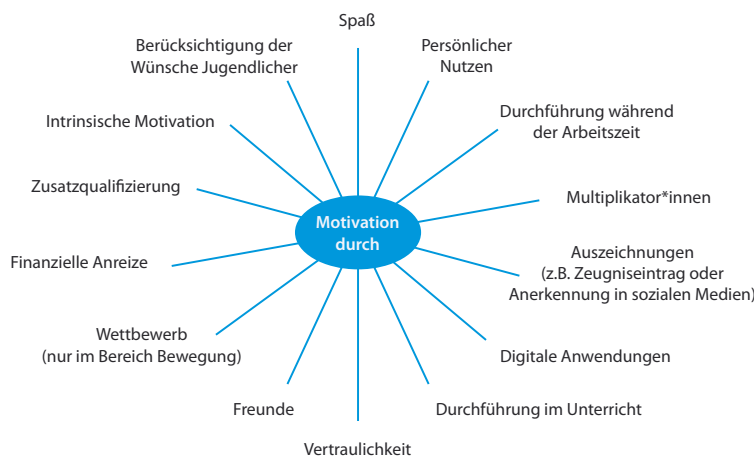 Spaß
Berücksichtigung der
Wünsche Jugendlicher
Persönlicher
Nutzen
Intrinsische Motivation
Durchführung während
der Arbeitszeit
Zusatzqualifizierung
Multiplikator*innen
Motivation
durch
Finanzielle Anreize
Auszeichnungen
(z.B. Zeugniseintrag oder
Anerkennung in sozialen Medien)
Wettbewerb
(nur im Bereich Bewegung)
Digitale Anwendungen
Freunde
Durchführung im Unterricht
Vertraulichkeit